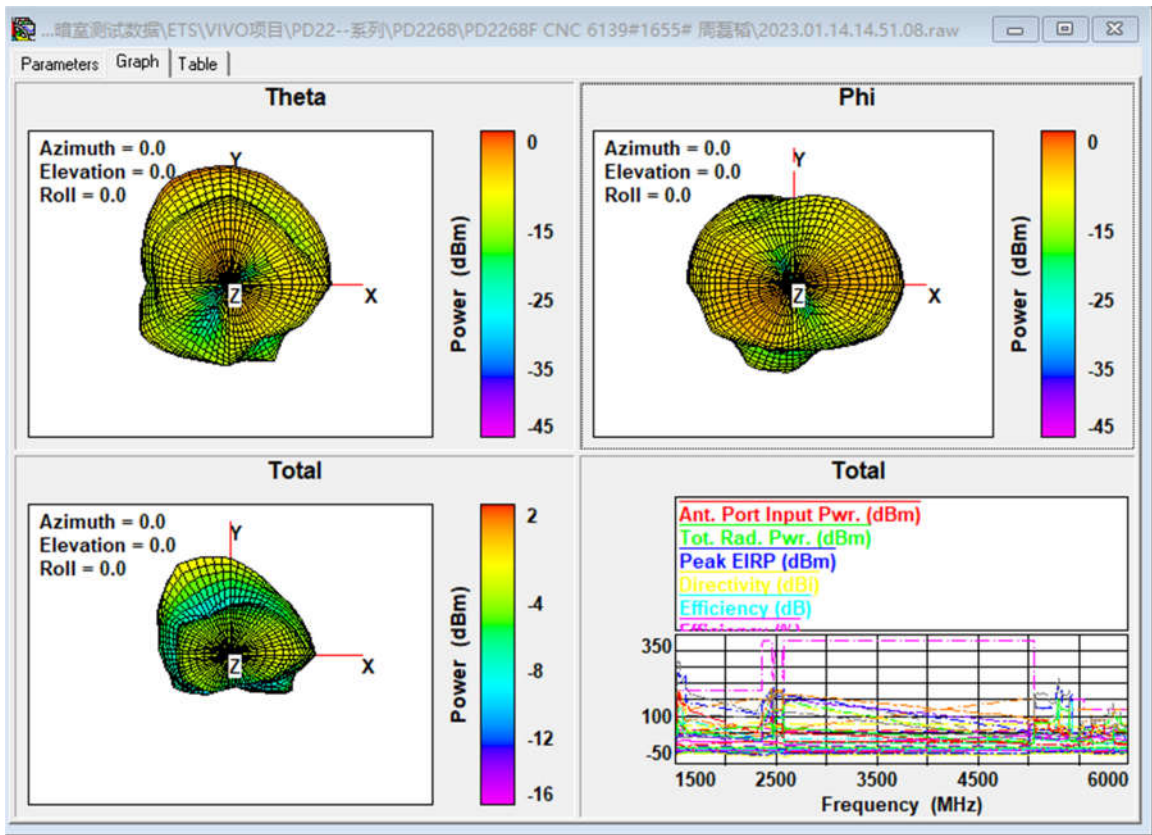 ...暗室测试数据\ETS\VIVO项目\PD22--系列\PD2268\PD2268F CNC 6139#1655# 周磊韬\2023.01.14.14.51.08.raw
Parameters Graph Table
Theta
Azimuth = 0.0
Elevation = 0.0
Roll = 0.0
Y
X
Z
Power (dBm)
0
-15
-25
-35
-45
Phi
Azimuth = 0.0
Elevation = 0.0
Roll = 0.0
Y
X
Z
Power (dBm)
0
-15
-25
-35
-45
Total
Azimuth = 0.0
Elevation = 0.0
Roll = 0.0
Y
X
Z
Power (dBm)
2
-4
-8
-12
-16
Total
Ant. Port Input Pwr. (dBm)
Tot. Rad. Pwr. (dBm)
Peak EIRP (dBm)
Directivity (dBi)
Efficiency (dB)
Efficiency (%)
350
100
-50
1500 2500 3500 4500 6000
Frequency (MHz)